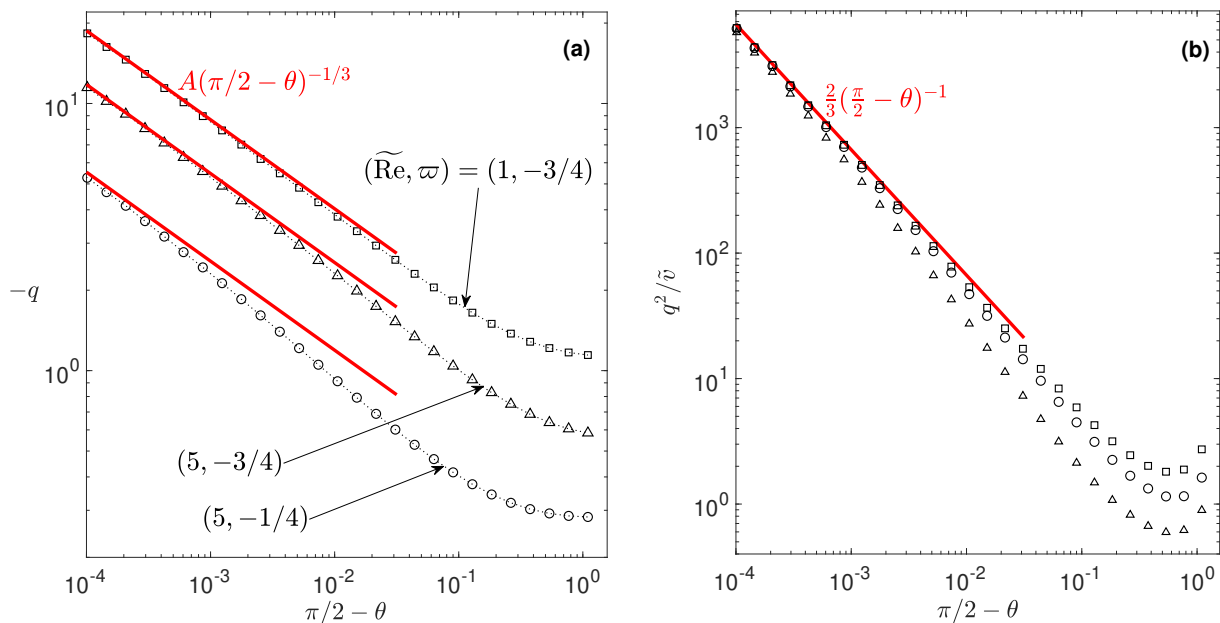 (a)
A(π/2 − θ)^{−1/3}
(R̃e, ϖ) = (1, −3/4)
(5, −3/4)
(5, −1/4)
−q
10^1
10^0
10^{-4} 10^{-3} 10^{-2} 10^{-1} 10^0
π/2 − θ
(b)
2/3(π/2 − θ)^{−1}
q^2/ṽ
10^3
10^2
10^1
10^0
10^{-4} 10^{-3} 10^{-2} 10^{-1} 10^0
π/2 − θ